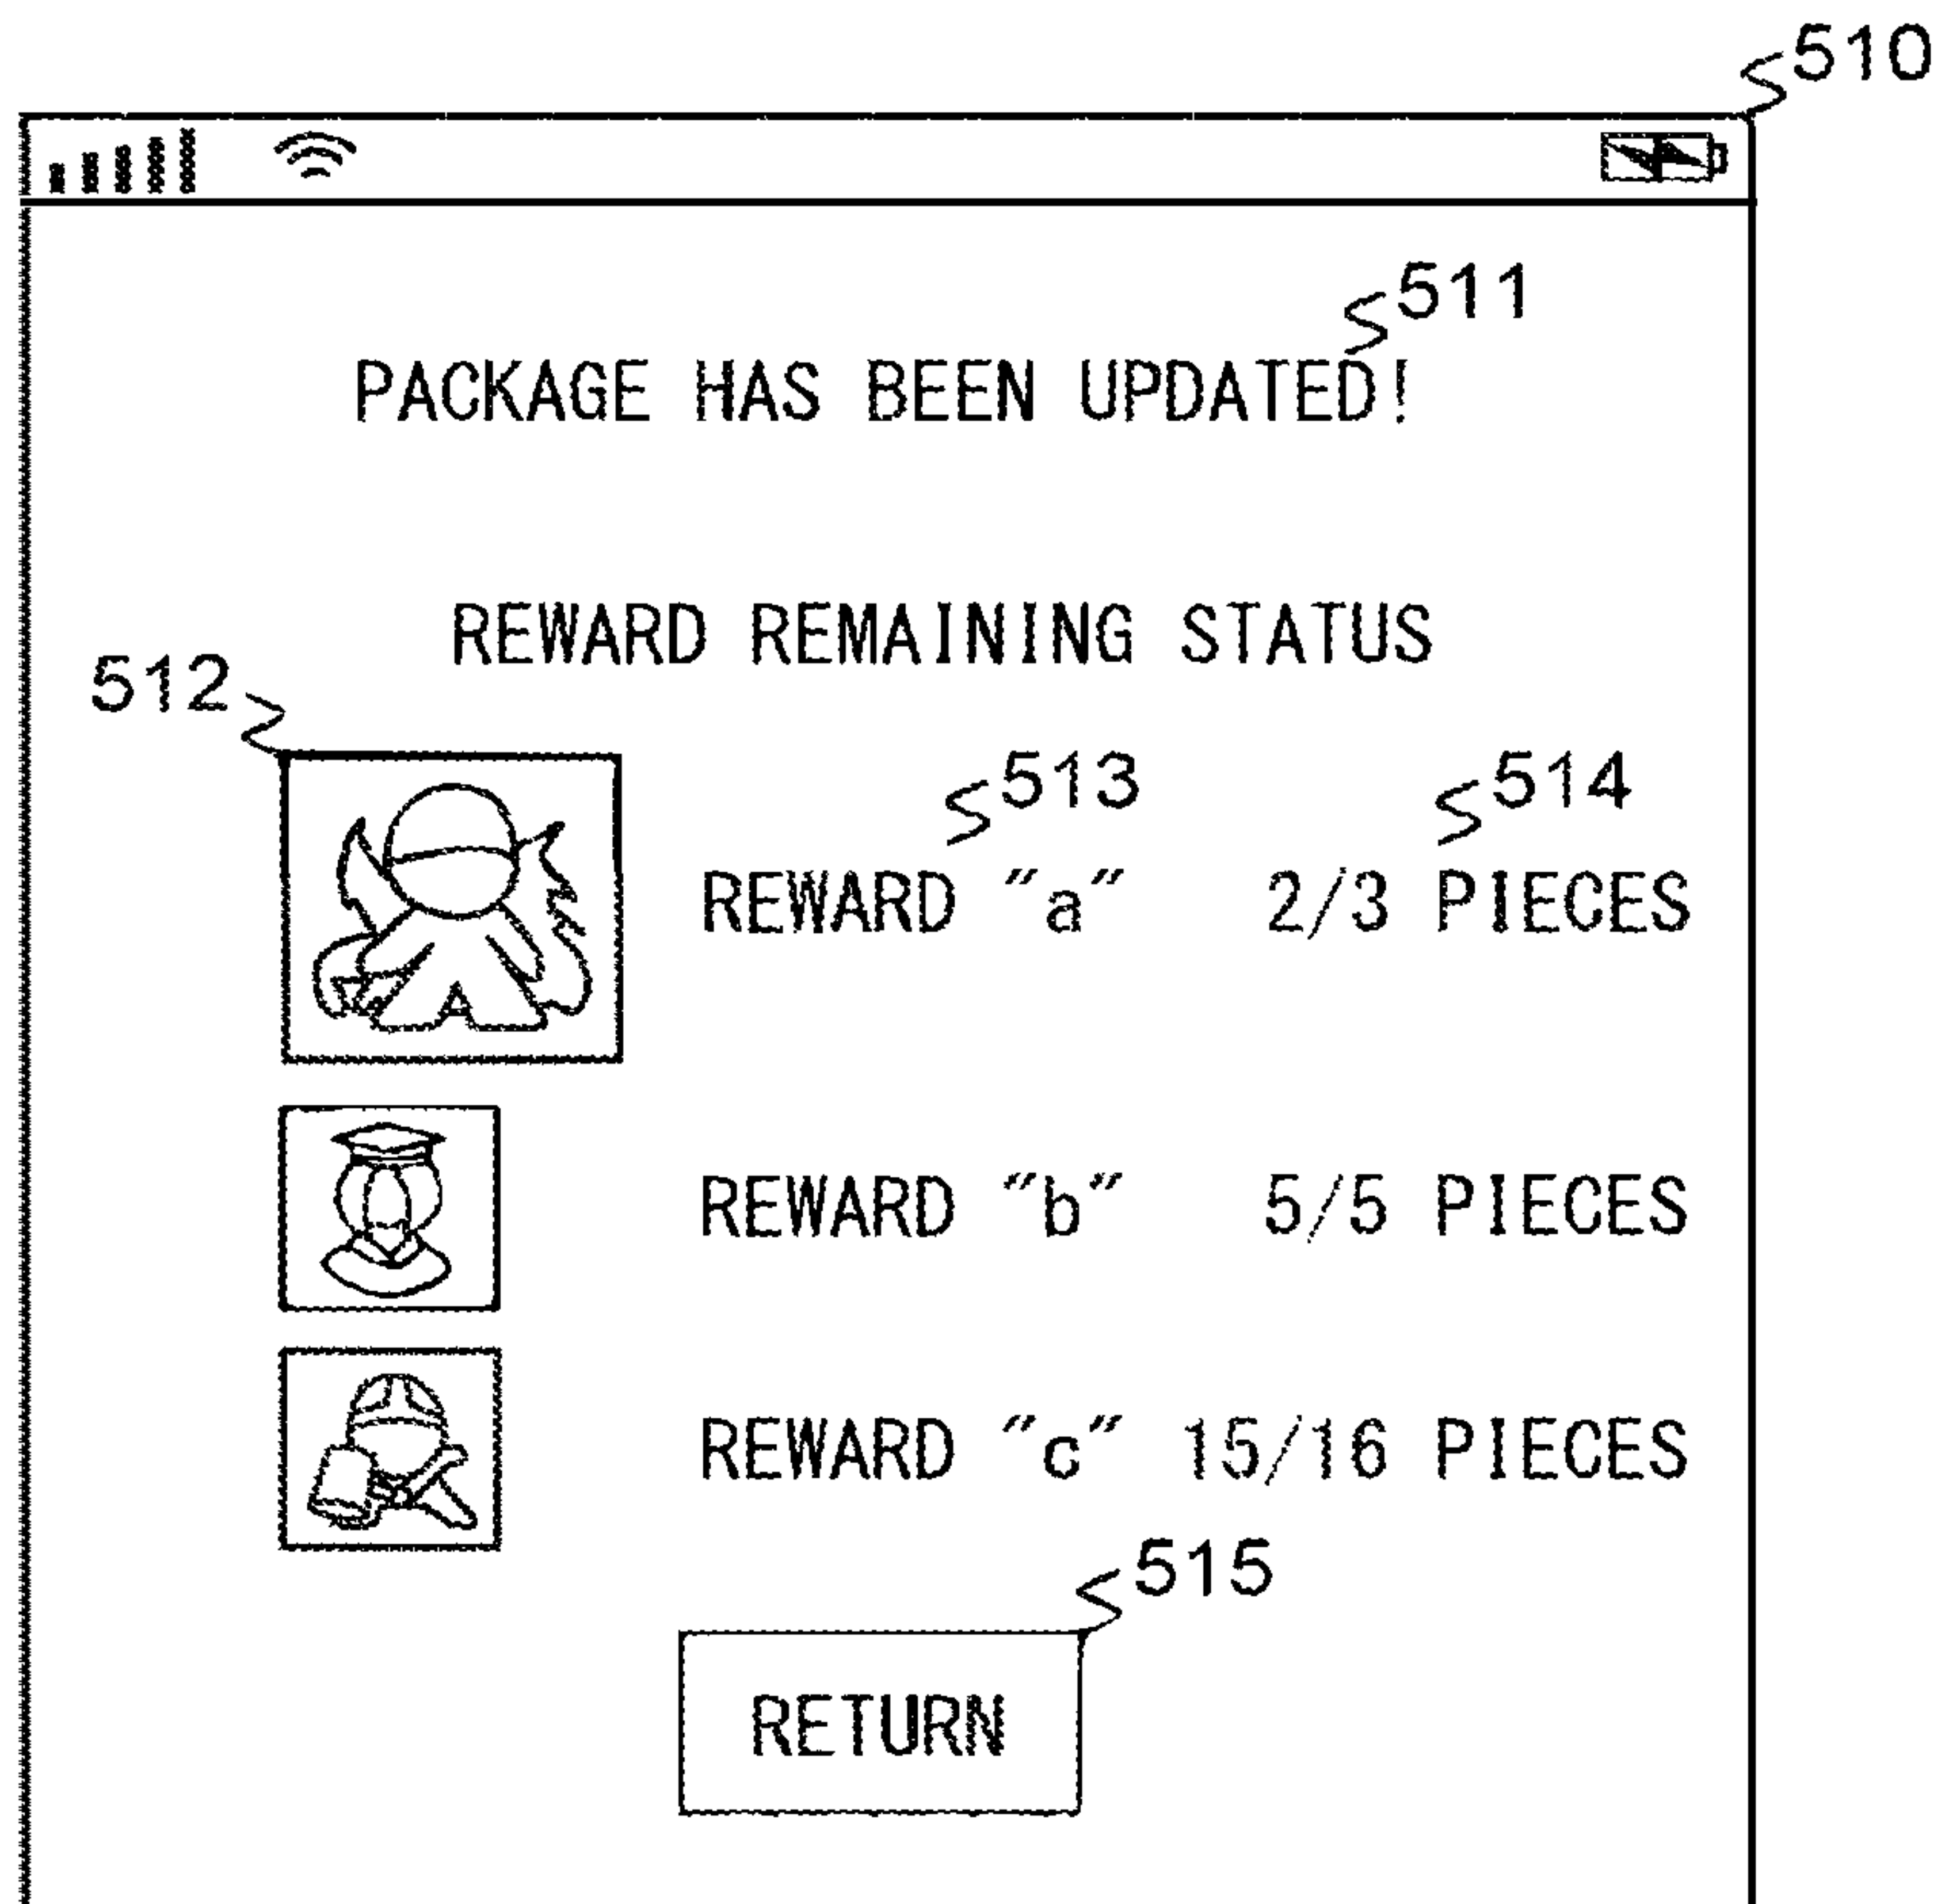 510
511
PACKAGE HAS BEEN UPDATED!
REWARD REMAINING STATUS
512
513 514
REWARD "a" 2/3 PIECES
REWARD "b" 5/5 PIECES
REWARD "c" 15/16 PIECES
515
RETURN